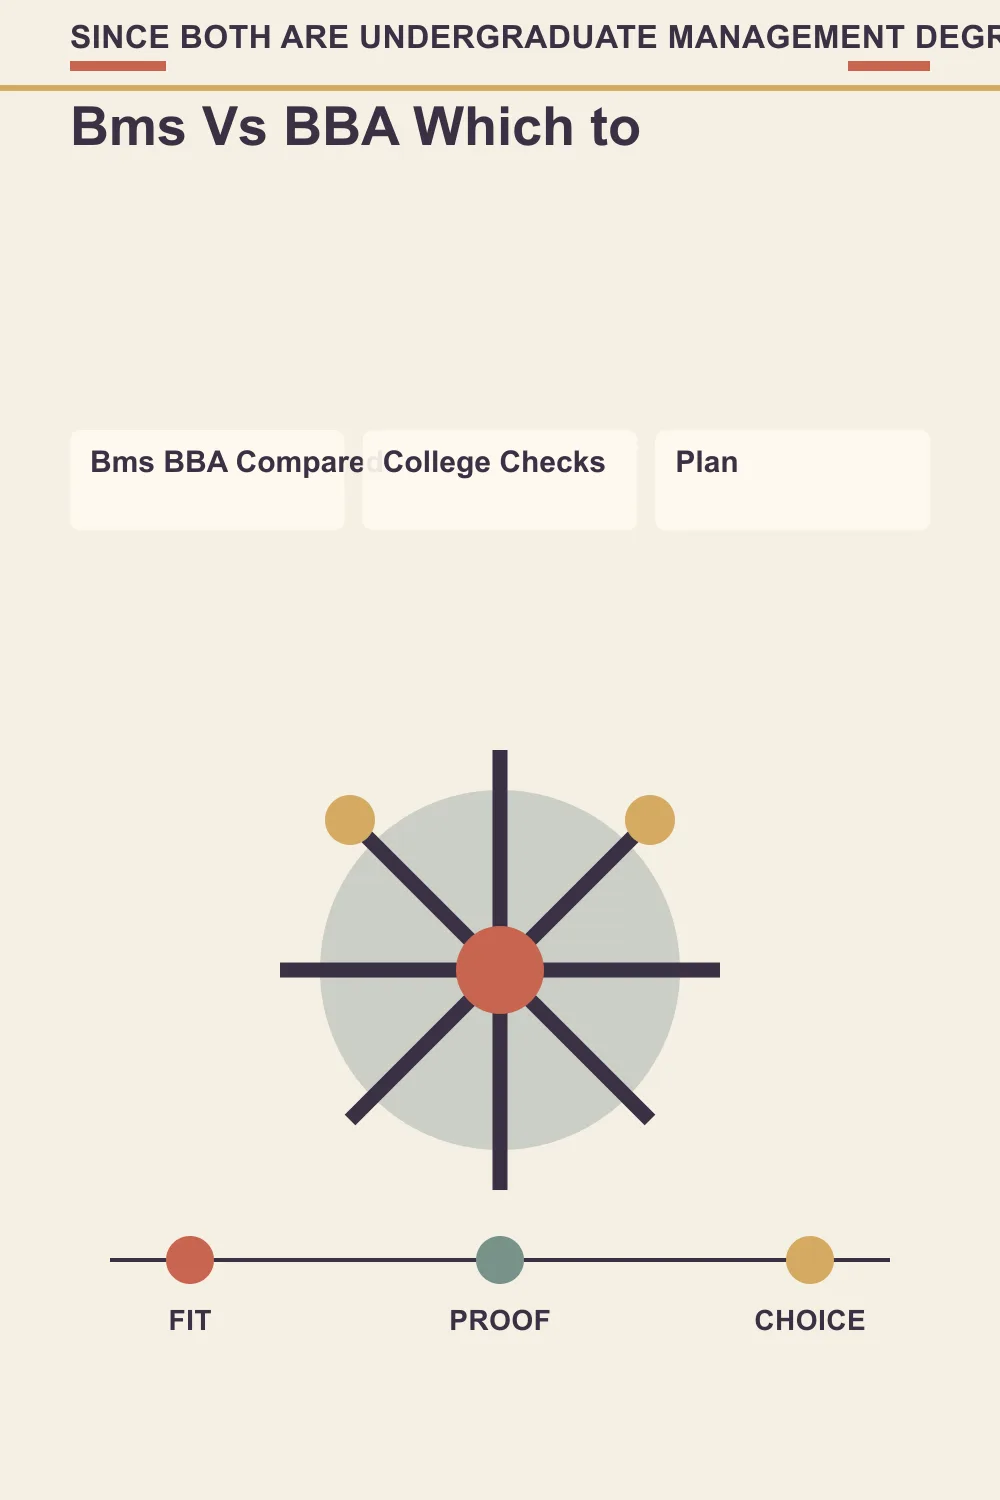 SINCE BOTH ARE UNDERGRADUATE MANAGEMENT DEGR
Bms Vs BBA Which to
Bms BBA Compared
College Checks
Plan
FIT
PROOF
CHOICE